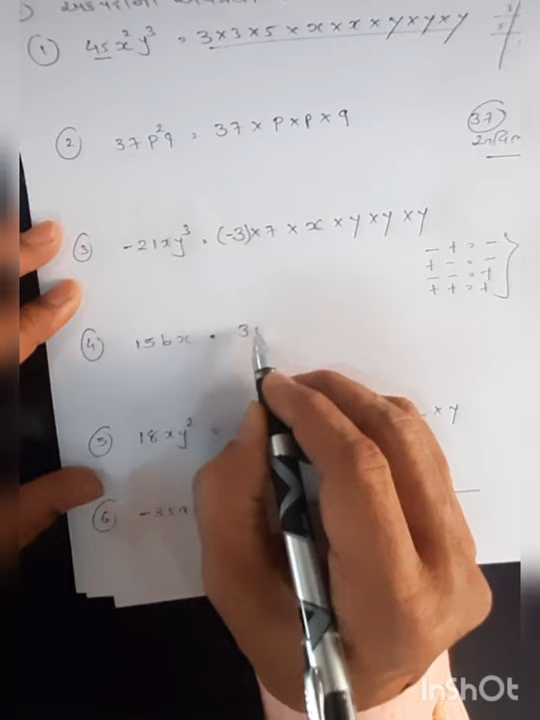 ① 45x²y³ = 3×3×5×x×x×y×y×y
② 37p²q = 37×p×p×q
37
③ -21xy³ = (-3)×7×x×y×y×y
- + = -
+ - = -
- - = +
+ + = +
④ 15bx = 3
⑤ 18xy² = ×y
⑥ -35
InShOt